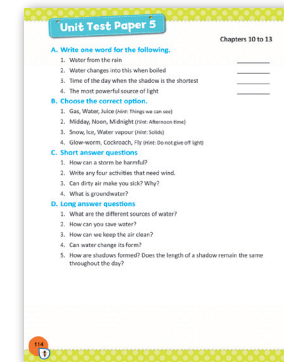 Unit Test Paper 5
Chapters 10 to 13
A. Write one word for the following.
1. Water from the rain
2. Water changes into this when boiled
3. Time of the day when the shadow is the shortest
4. The most powerful source of light
B. Choose the correct option.
1. Gas, Water, Juice (Hint: Things we can see)
2. Midday, Noon, Midnight (Hint: Afternoon time)
3. Snow, Ice, Water vapour (Hint: Solids)
4. Glow-worm, Cockroach, Fly (Hint: Do not give off light)
C. Short answer questions
1. How can a storm be harmful?
2. Write any four activities that need wind.
3. Can dirty air make you sick? Why?
4. What is groundwater?
D. Long answer questions
1. What are the different sources of water?
2. How can you save water?
3. How can we keep the air clean?
4. Can water change its form?
5. How are shadows formed? Does the length of a shadow remain the same
throughout the day?
114